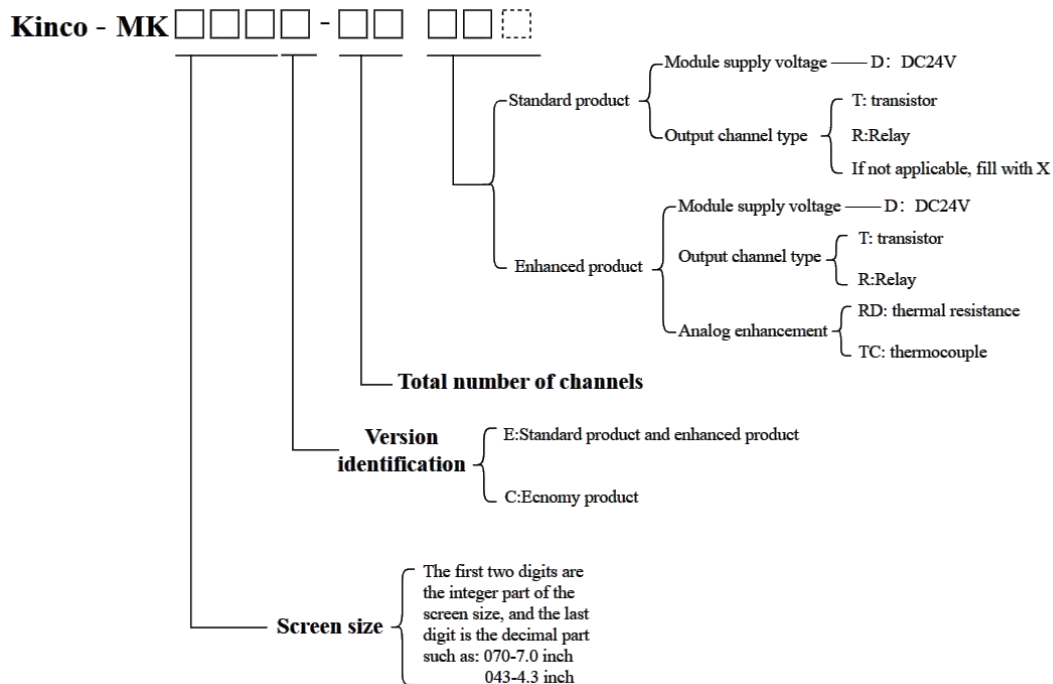 Kinco - MK□□□□ - □□ □□□
Module supply voltage —— D: DC24V
Standard product
T: transistor
Output channel type
R:Relay
If not applicable, fill with X
Module supply voltage —— D: DC24V
T: transistor
Output channel type
Enhanced product
R:Relay
RD: thermal resistance
Analog enhancement
TC: thermocouple
Total number of channels
Version
identification
E:Standard product and enhanced product
C:Ecnomy product
The first two digits are
the integer part of the
screen size, and the last
Screen size
digit is the decimal part
such as: 070-7.0 inch
043-4.3 inch